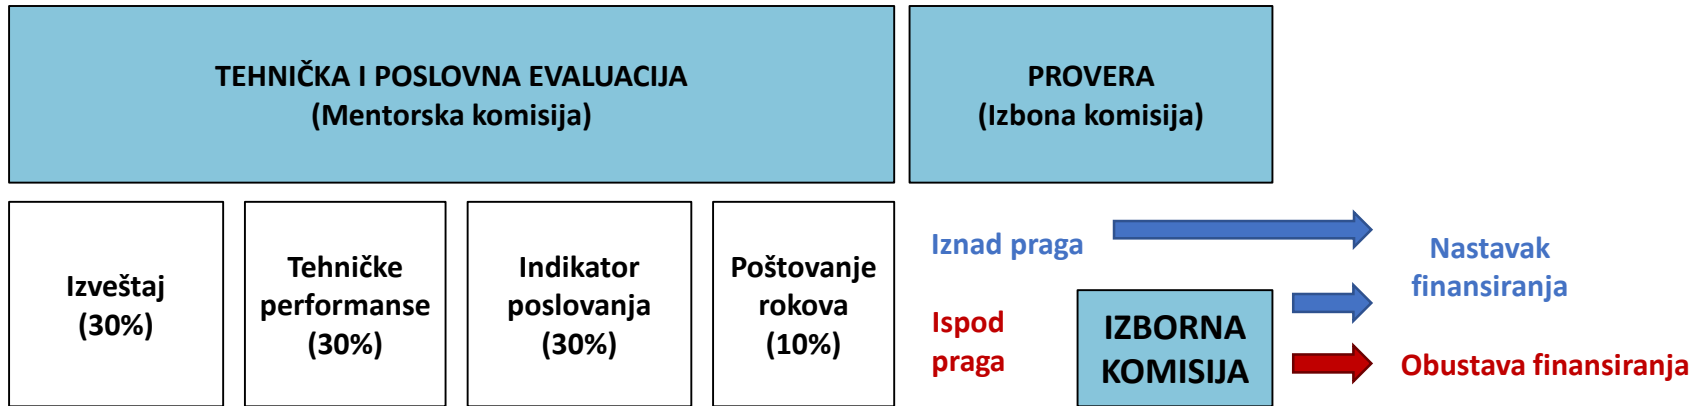 TEHNIČKA I POSLOVNA EVALUACIJA
(Mentorska komisija)
PROVERA
(Izbona komisija)
Izveštaj
(30%)
Tehničke
performanse
(30%)
Indikator
poslovanja
(30%)
Poštovanje
rokova
(10%)
Iznad praga
Nastavak
finansiranja
Ispod
praga
IZBORNA
KOMISIJA
Obustava finansiranja